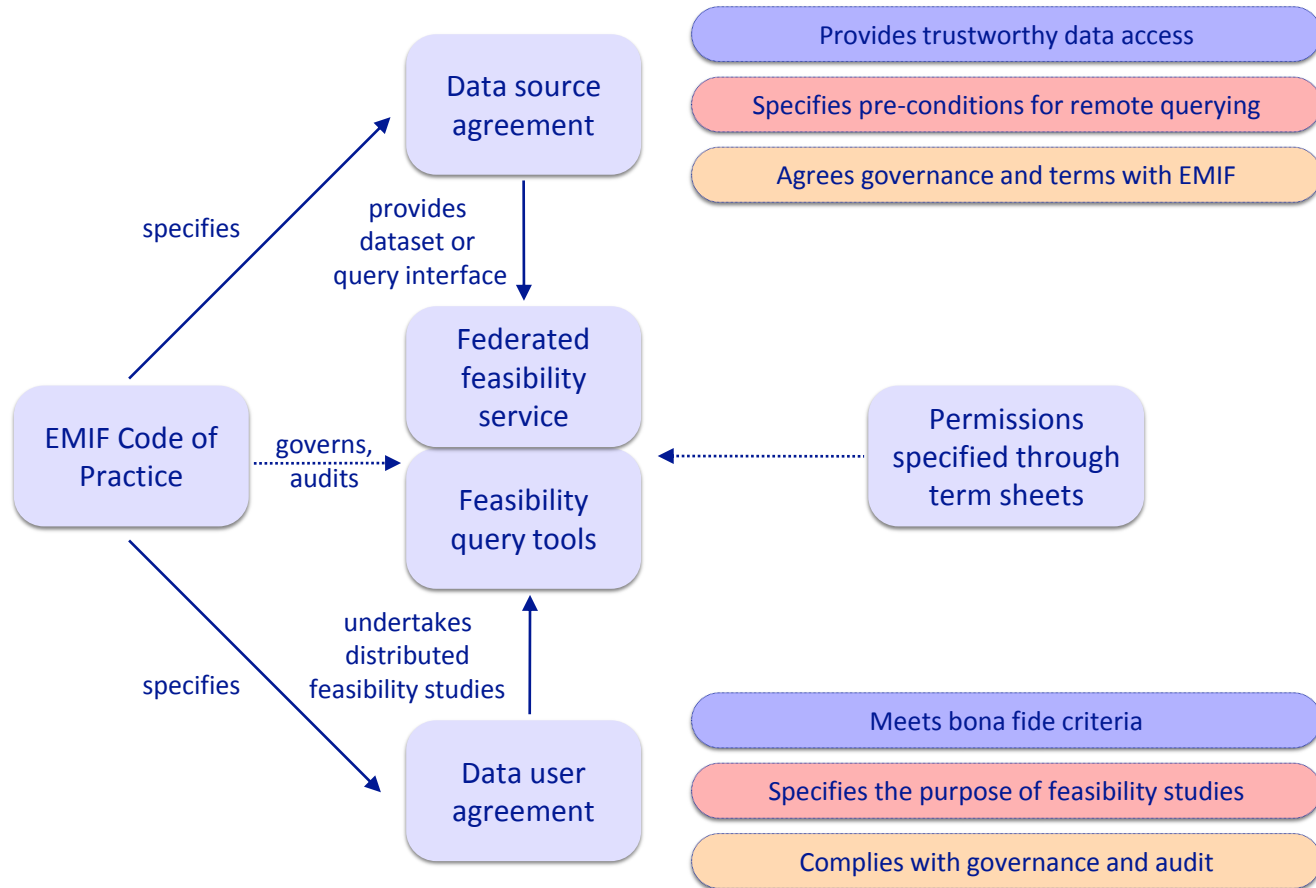 Provides trustworthy data access
Data source
agreement
Specifies pre-conditions for remote querying
Agrees governance and terms with EMIF
specifies
provides
dataset or
query interface
Federated
feasibility
service
EMIF Code of
Practice
governs,
audits
Permissions
specified through
term sheets
Feasibility
query tools
undertakes
distributed
feasibility studies
specifies
Meets bona fide criteria
Data user
agreement
Specifies the purpose of feasibility studies
Complies with governance and audit